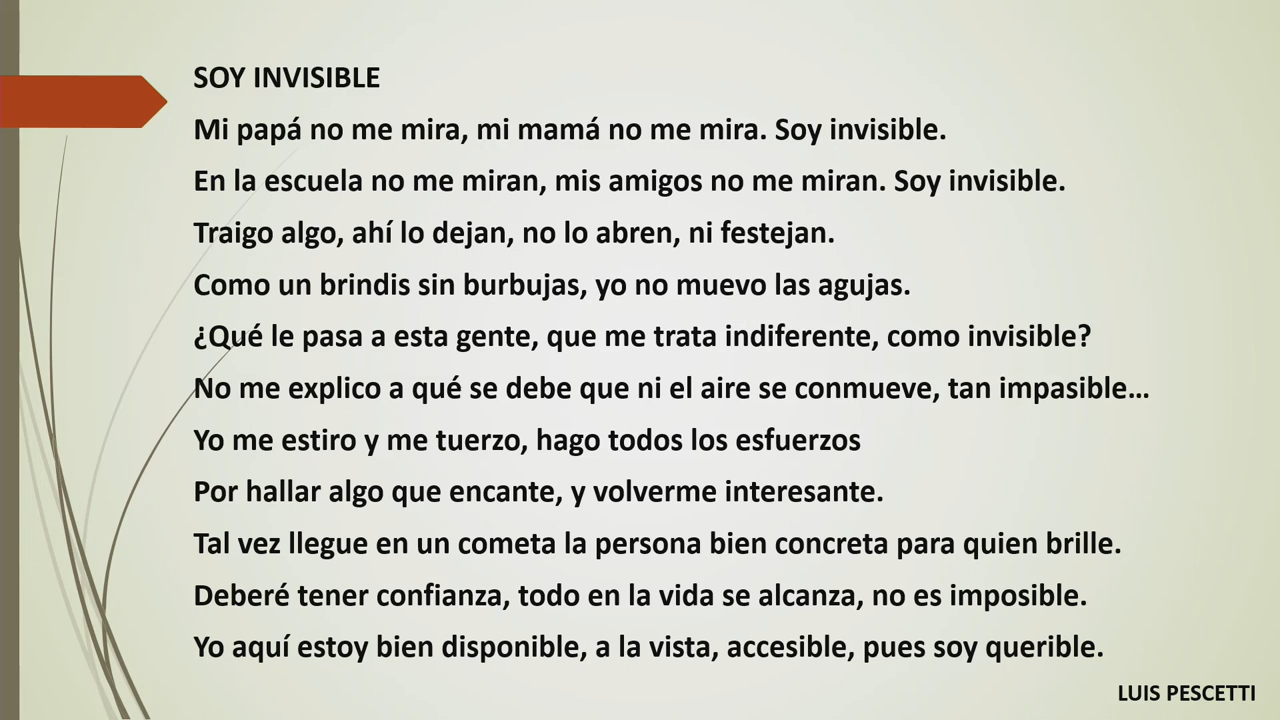 SOY INVISIBLE
Mi papá no me mira, mi mamá no me mira. Soy invisible.
En la escuela no me miran, mis amigos no me miran. Soy invisible.
Traigo algo, ahí lo dejan, no lo abren, ni festejan.
Como un brindis sin burbujas, yo no muevo las agujas.
¿Qué le pasa a esta gente, que me trata indiferente, como invisible?
No me explico a qué se debe que ni el aire se conmueve, tan impasible...
Yo me estiro y me tuerzo, hago todos los esfuerzos
Por hallar algo que encante, y volverme interesante.
Tal vez llegue en un cometa la persona bien concreta para quien brille.
Deberé tener confianza, todo en la vida se alcanza, no es imposible.
Yo aquí estoy bien disponible, a la vista, accesible, pues soy querible.
LUIS PESCETTI